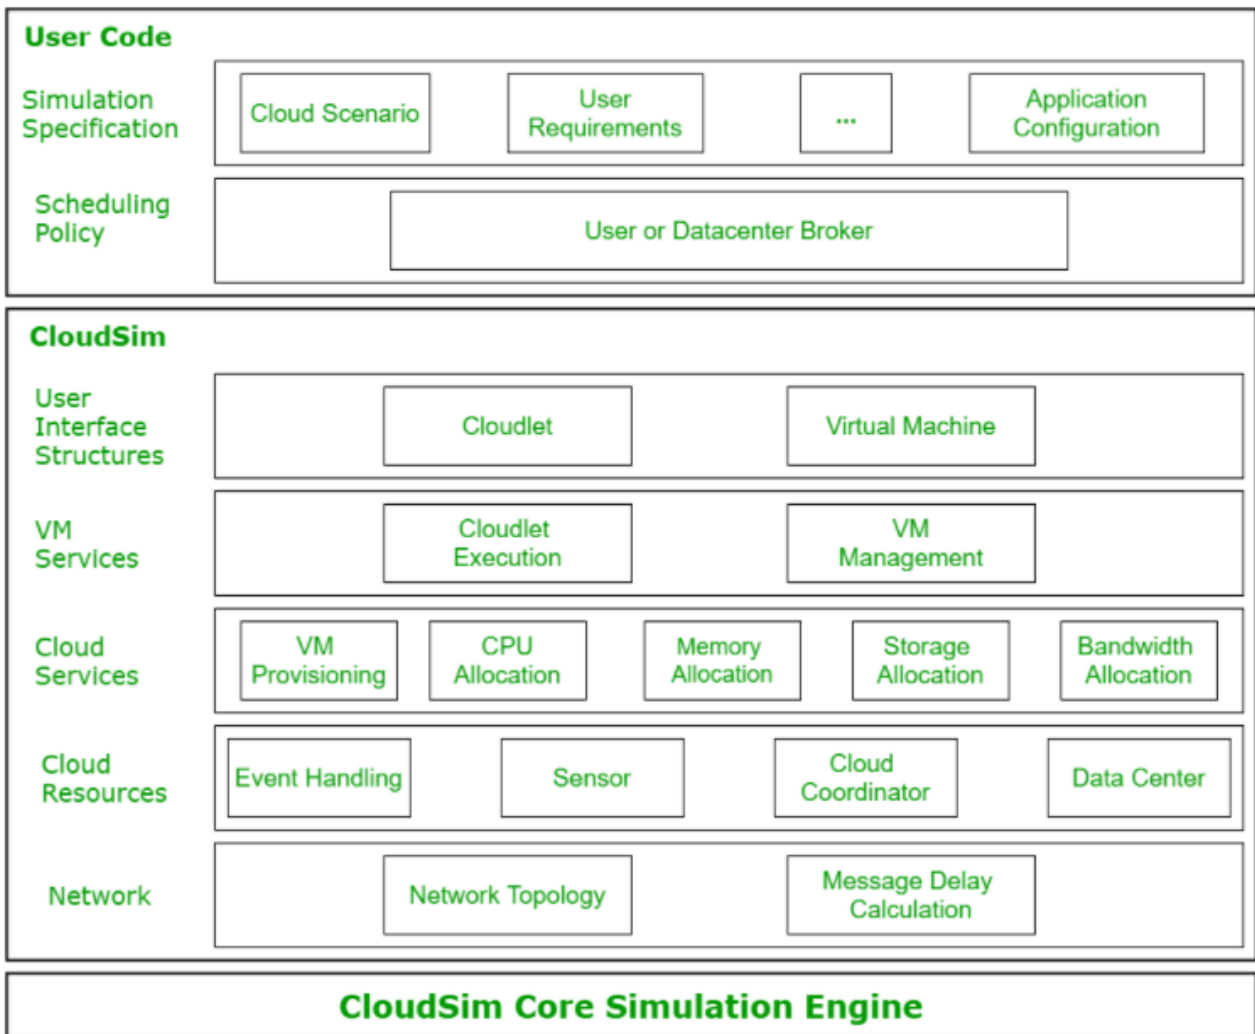 User Code
Simulation
Specification
Cloud Scenario
User
Requirements
...
Application
Configuration
Scheduling
Policy
User or Datacenter Broker
CloudSim
User
Interface
Structures
Cloudlet
Virtual Machine
VM
Services
Cloudlet
Execution
VM
Management
Cloud
Services
VM
Provisioning
CPU
Allocation
Memory
Allocation
Storage
Allocation
Bandwidth
Allocation
Cloud
Resources
Event Handling
Sensor
Cloud
Coordinator
Data Center
Network
Network Topology
Message Delay
Calculation
CloudSim Core Simulation Engine